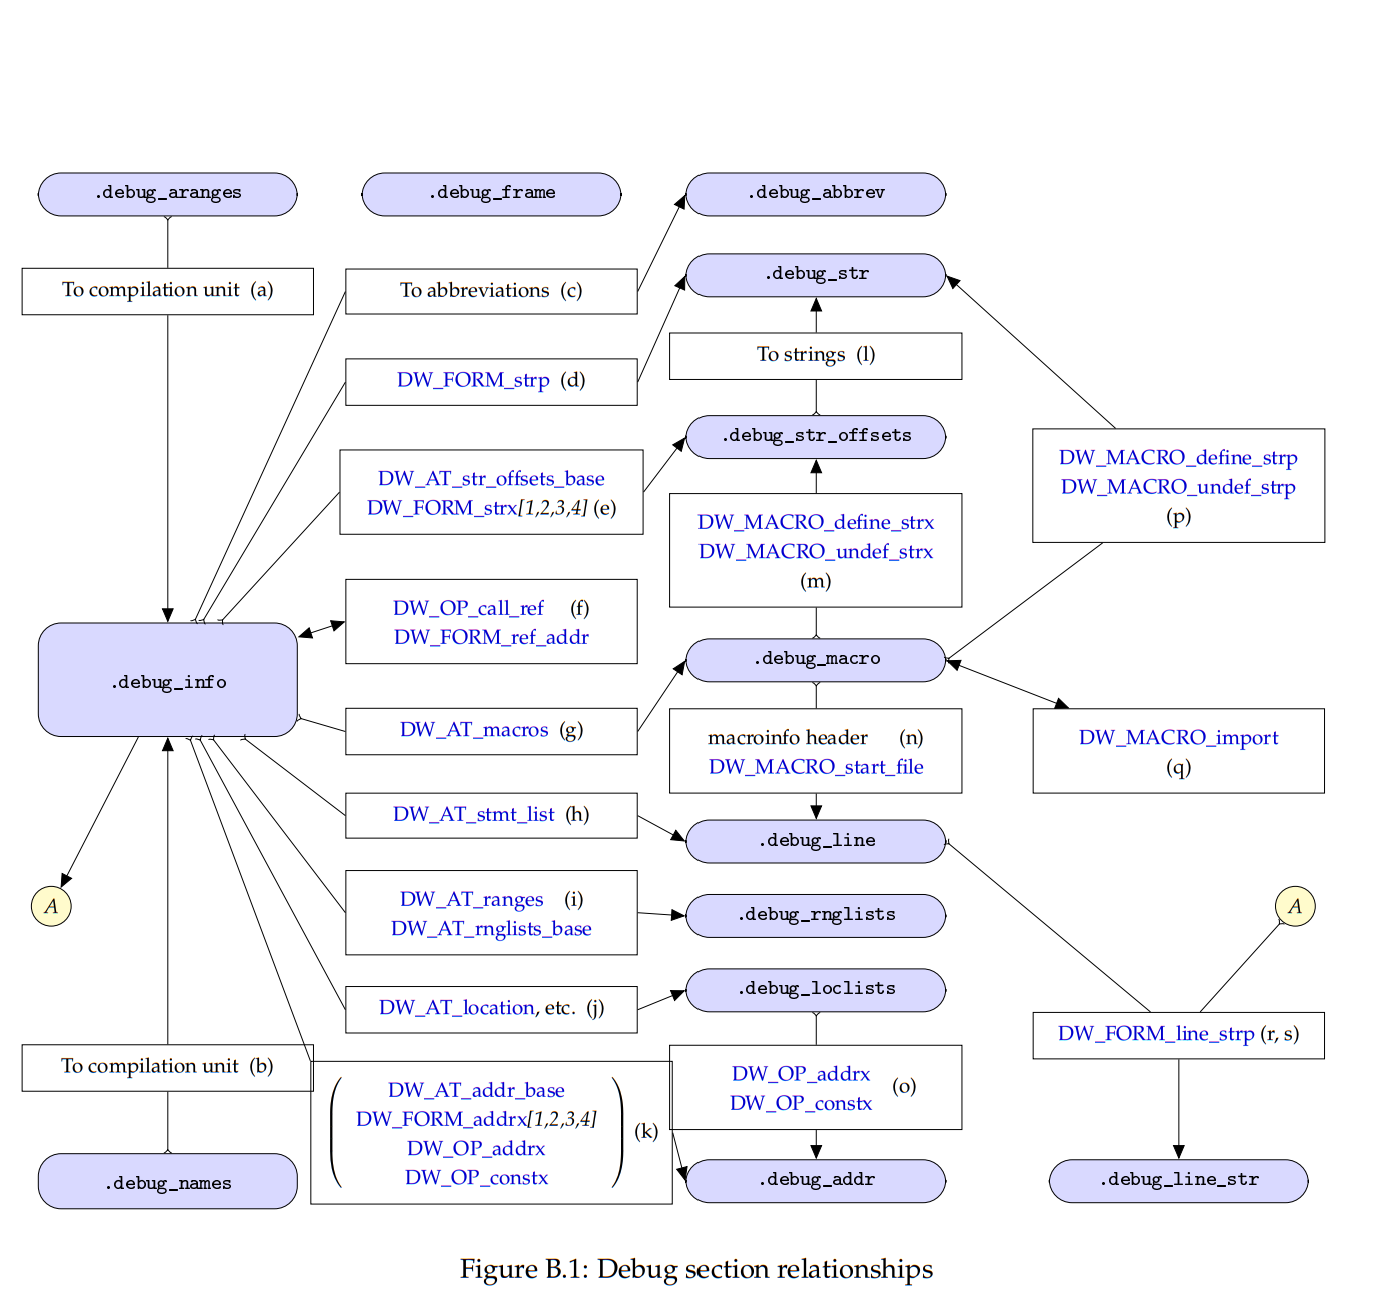 .debug_aranges
.debug_frame
.debug_abbrev
To compilation unit (a)
To abbreviations (c)
.debug_str
DW_FORM_strp (d)
To strings (l)
DW_AT_str_offsets_base
DW_FORM_strx[1,2,3,4] (e)
.debug_str_offsets
DW_MACRO_define_strp
DW_MACRO_undef_strp
(p)
DW_MACRO_define_strx
DW_MACRO_undef_strx
(m)
DW_OP_call_ref (f)
DW_FORM_ref_addr
.debug_info
.debug_macro
DW_AT_macros (g)
macroinfo header (n)
DW_MACRO_start_file
DW_MACRO_import
(q)
DW_AT_stmt_list (h)
.debug_line
A
DW_AT_ranges (i)
DW_AT_rnglists_base
.debug_rnglists
A
DW_AT_location, etc. (j)
.debug_loclists
DW_FORM_line_strp (r, s)
To compilation unit (b)
DW_AT_addr_base
DW_FORM_addrx[1,2,3,4]
DW_OP_addrx
DW_OP_constx
(k)
DW_OP_addrx
DW_OP_constx
(o)
.debug_names
.debug_addr
.debug_line_str
Figure B.1: Debug section relationships